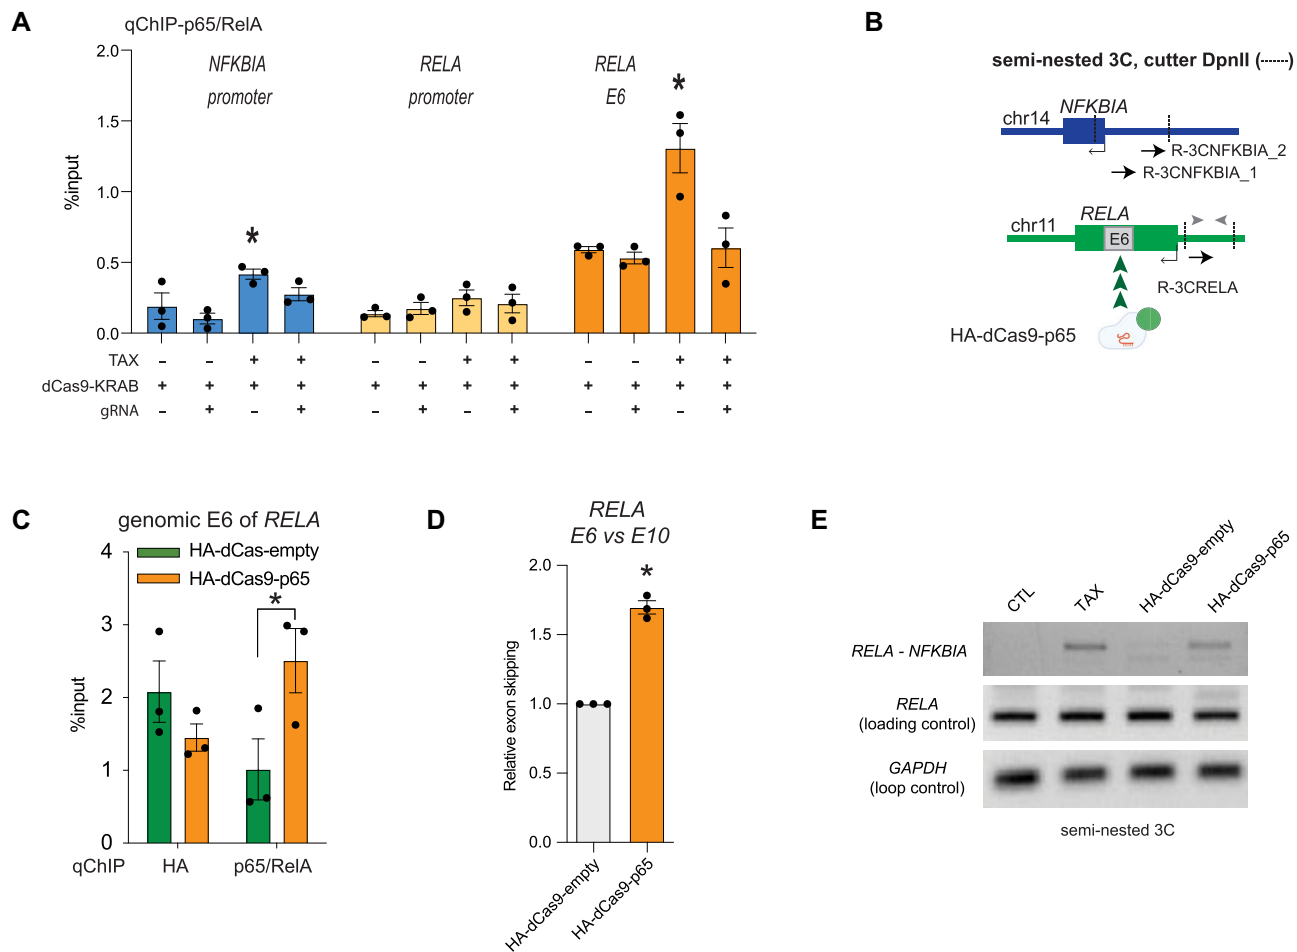 A
qChIP-p65/RelA
NFKBIA
promoter
RELA
promoter
RELA
E6
*
*
%input
2.0
1.5
1.0
0.5
0.0
TAX – – + + – – + + – – + +
dCas9-KRAB + + + + + + + + + + + +
gRNA – + – + – + – + – + – +
B
semi-nested 3C, cutter DpnII (-------)
NFKBIA
chr14
R-3CNFKBIA_2
R-3CNFKBIA_1
RELA
chr11
E6
R-3CRELA
HA-dCas9-p65
C
genomic E6 of RELA
HA-dCas-empty
HA-dCas9-p65
*
%input
4
3
2
1
0
qChIP HA p65/RelA
D
RELA
E6 vs E10
*
Relative exon skipping
2.0
1.5
1.0
0.5
0.0
HA-dCas9-empty
HA-dCas9-p65
E
CTL
TAX
HA-dCas9-empty
HA-dCas9-p65
RELA - NFKBIA
RELA
(loading control)
GAPDH
(loop control)
semi-nested 3C